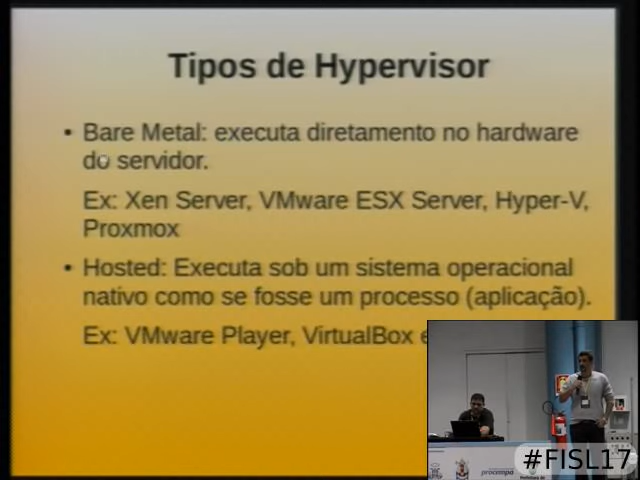 Tipos de Hypervisor
• Bare Metal: executa diretamento no hardware
do servidor.
Ex: Xen Server, VMware ESX Server, Hyper-V,
Proxmox
• Hosted: Executa sob um sistema operacional
nativo como se fosse um processo (aplicação).
Ex: VMware Player, VirtualBox e
procempa
Prefeitura de
#FISL17